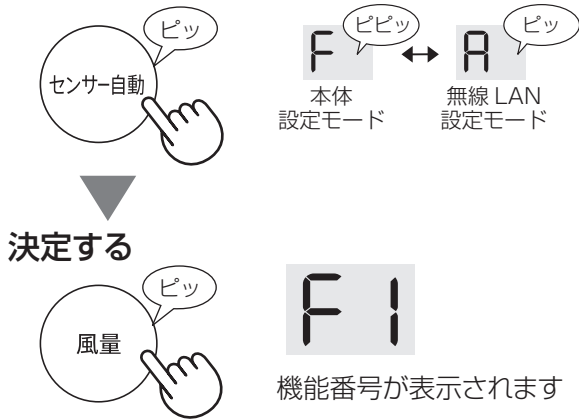 ピッ
センサー自動
ピピッ
F
ピッ
A
本体
設定モード
無線 LAN
設定モード
決定する
ピッ
風量
F1
機能番号が表示されます